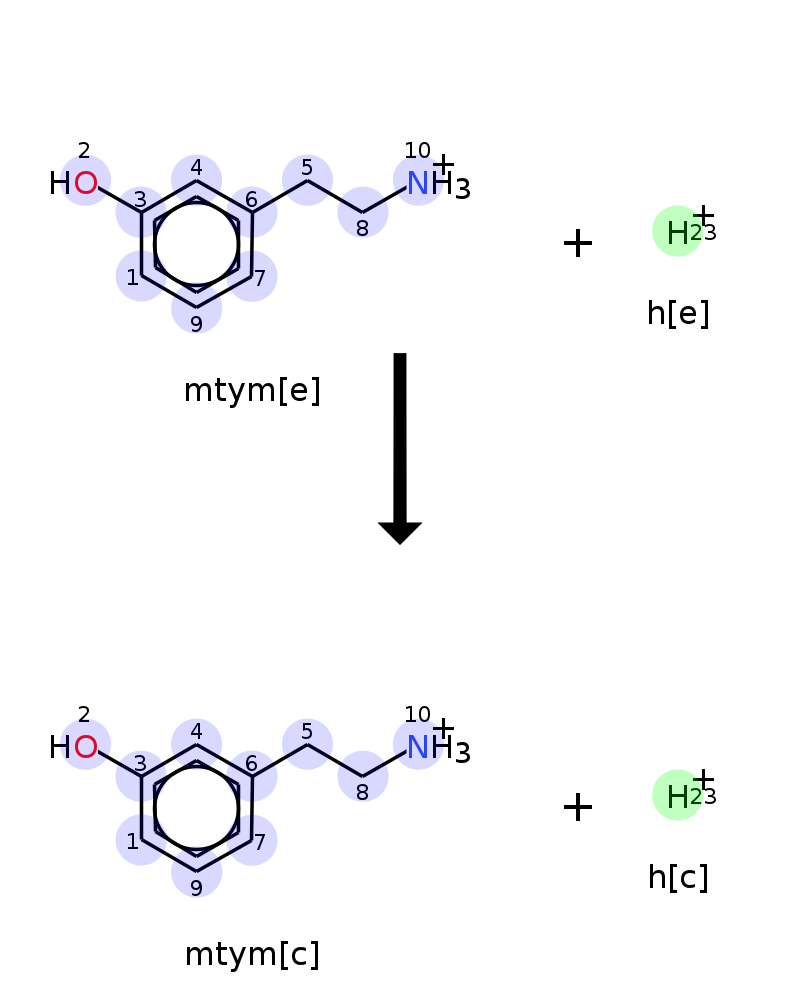 2 4 5 10
HO 3 6 NH3+
8
1 7
9
mtym[e]
+
H+ 23
h[e]
2 4 5 10
HO 3 6 NH3+
8
1 7
9
mtym[c]
+
H+ 23
h[c]